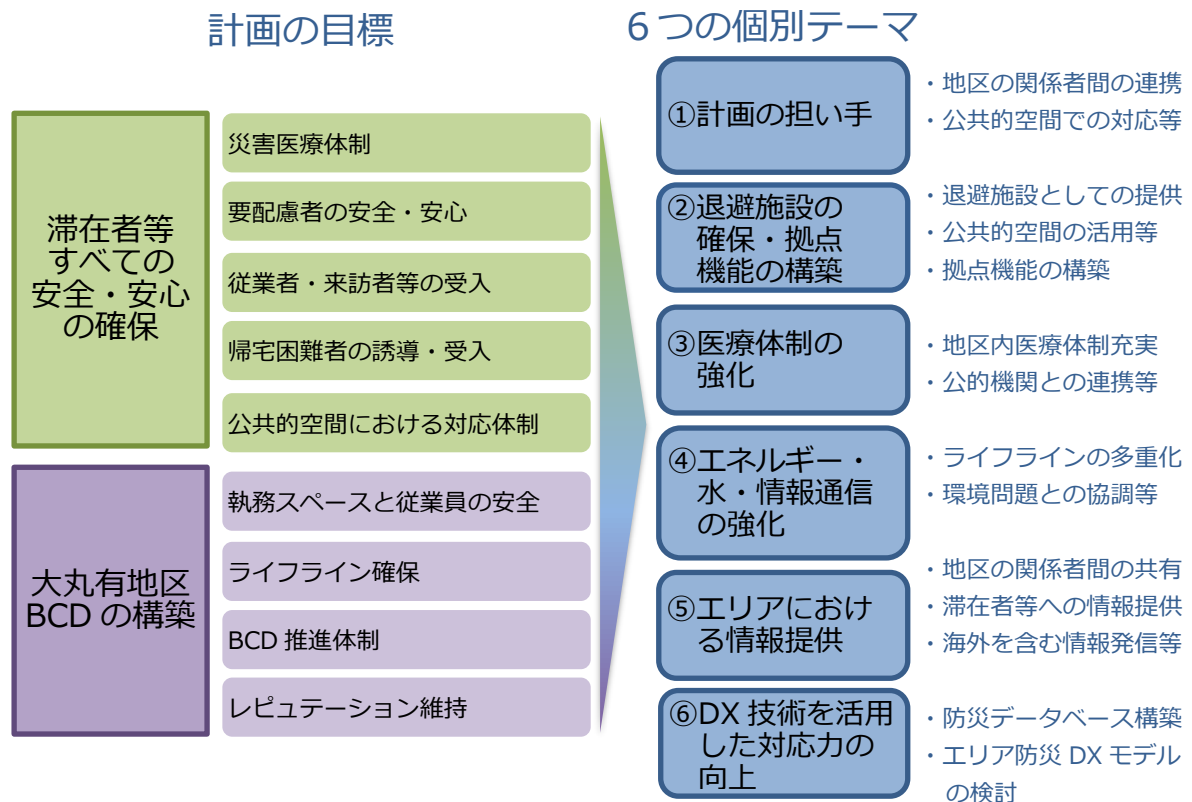 計画の目標
滞在者等
すべての
安全・安心
の確保
災害医療体制
要配慮者の安全・安心
従業者・来訪者等の受入
帰宅困難者の誘導・受入
公共的空間における対応体制
大丸有地区
BCD の構築
執務スペースと従業員の安全
ライフライン確保
BCD 推進体制
レピュテーション維持
6つの個別テーマ
①計画の担い手
・地区の関係者間の連携
・公共的空間での対応等
②退避施設の
確保・拠点
機能の構築
・退避施設としての提供
・公共的空間の活用等
・拠点機能の構築
③医療体制の
強化
・地区内医療体制充実
・公的機関との連携等
④エネルギー・
水・情報通信
の強化
・ライフラインの多重化
・環境問題との協調等
⑤エリアにおけ
る情報提供
・地区の関係者間の共有
・滞在者等への情報提供
・海外を含む情報発信等
⑥DX 技術を活用
した対応力の
向上
・防災データベース構築
・エリア防災 DX モデル
の検討